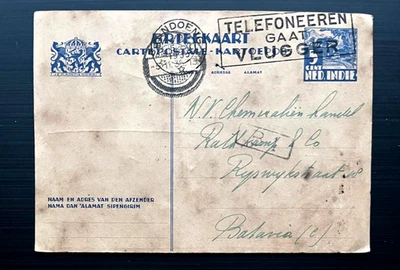 BRIEFKAART
CARTE POSTALE - KARTOEPOS
TELEFONEEREN
GAAT
VLUGGER
ADRESSE ALAMAT
5
CENT
NED. INDIE
N.V. Chemicaliën handel
Rathkamp & Co
Rijswijkstraat
Batavia (C)
NAAM EN ADRES VAN DEN AFZENDER
NAMA DAN ALAMAT SIPENGIRIM